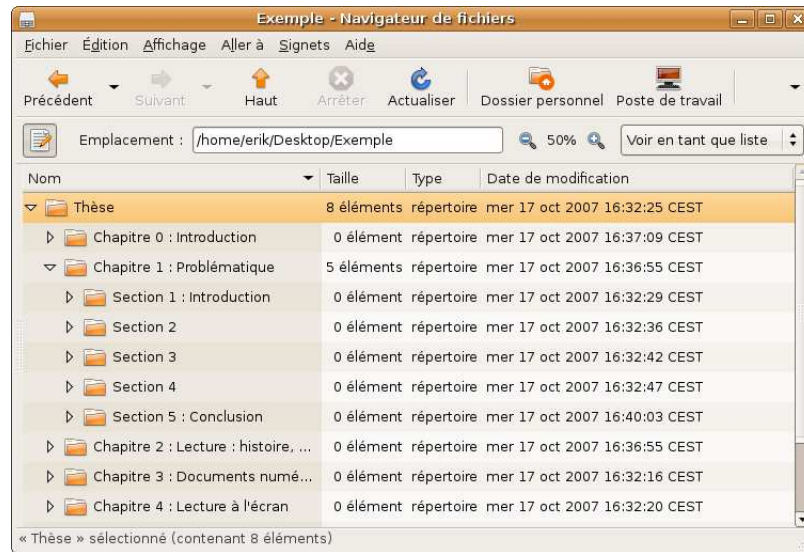 Exemple - Navigateur de fichiers
Fichier Édition Affichage Aller à Signets Aide
Précédent Suivant Haut Arrêter Actualiser Dossier personnel Poste de travail
Emplacement : /home/erik/Desktop/Exemple 50% Voir en tant que liste
Nom Taille Type Date de modification
Thèse 8 éléments répertoire mer 17 oct 2007 16:32:25 CEST
Chapitre 0 : Introduction 0 élément répertoire mer 17 oct 2007 16:37:09 CEST
Chapitre 1 : Problématique 5 éléments répertoire mer 17 oct 2007 16:36:55 CEST
Section 1 : Introduction 0 élément répertoire mer 17 oct 2007 16:32:29 CEST
Section 2 0 élément répertoire mer 17 oct 2007 16:32:36 CEST
Section 3 0 élément répertoire mer 17 oct 2007 16:32:42 CEST
Section 4 0 élément répertoire mer 17 oct 2007 16:32:47 CEST
Section 5 : Conclusion 0 élément répertoire mer 17 oct 2007 16:40:03 CEST
Chapitre 2 : Lecture : histoire, ... 0 élément répertoire mer 17 oct 2007 16:36:55 CEST
Chapitre 3 : Documents numé... 0 élément répertoire mer 17 oct 2007 16:32:16 CEST
Chapitre 4 : Lecture à l'écran 0 élément répertoire mer 17 oct 2007 16:32:20 CEST
« Thèse » sélectionné (contenant 8 éléments)